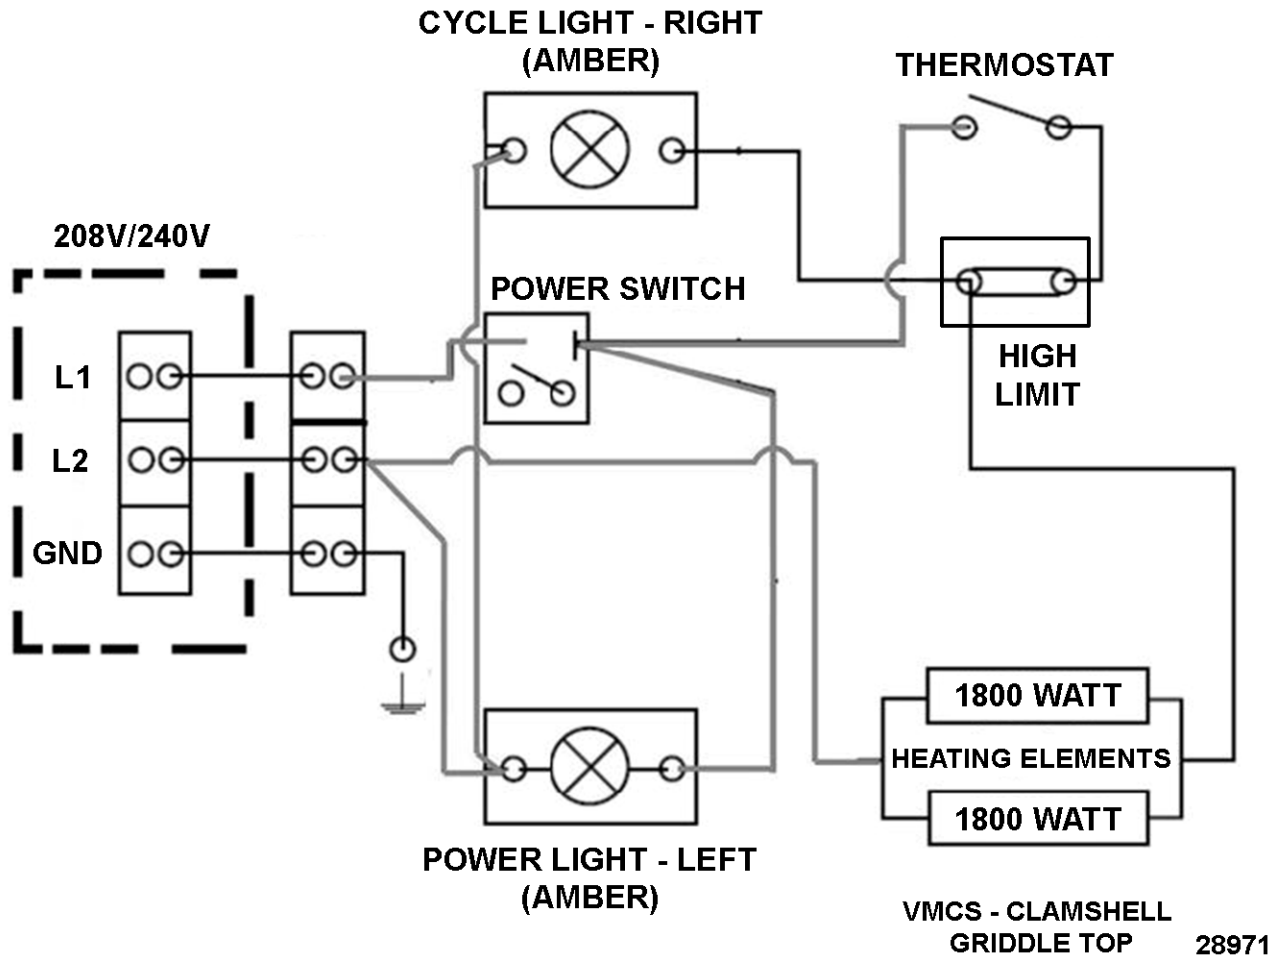 CYCLE LIGHT - RIGHT
(AMBER)
THERMOSTAT
208V/240V
POWER SWITCH
L1
HIGH
LIMIT
L2
GND
1800 WATT
HEATING ELEMENTS
1800 WATT
POWER LIGHT - LEFT
(AMBER)
VMCS - CLAMSHELL
GRIDDLE TOP
28971